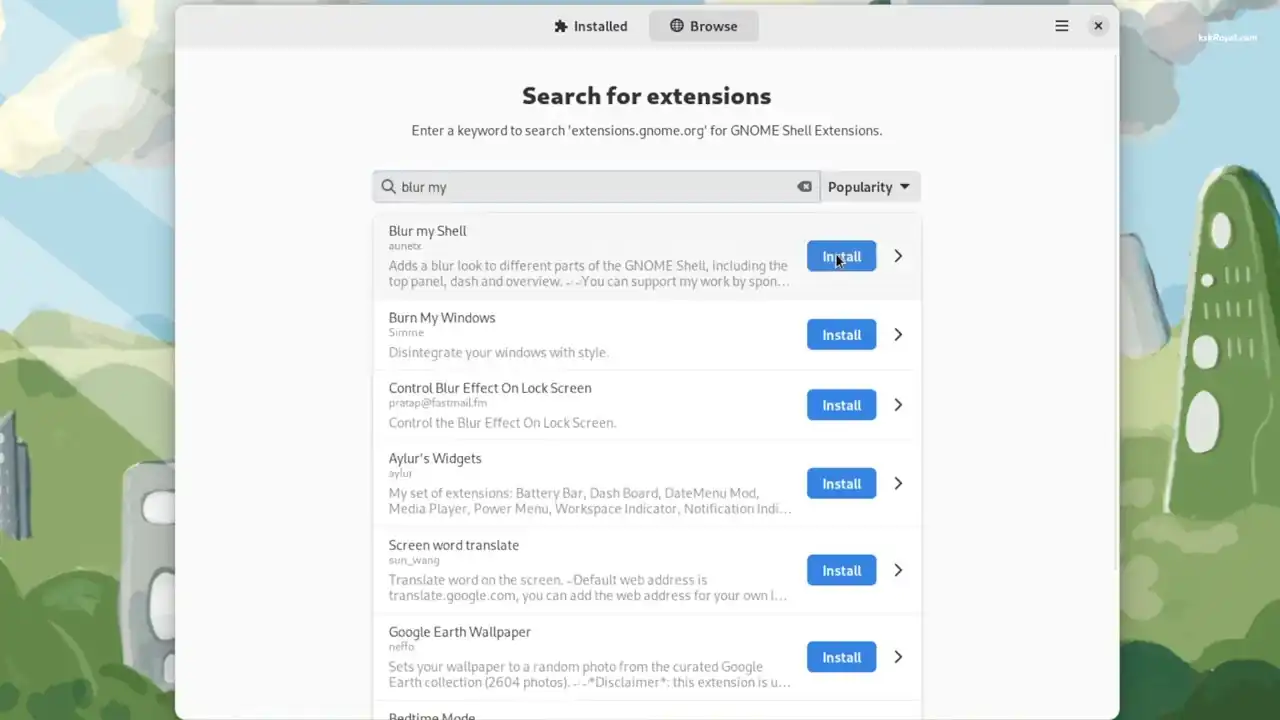 Installed
Browse
kskRoyal.com
Search for extensions
Enter a keyword to search 'extensions.gnome.org' for GNOME Shell Extensions.
blur my
Popularity
Blur my Shell
aunetx
Adds a blur look to different parts of the GNOME Shell, including the
top panel, dash and overview. - -You can support my work by spon...
Install
Burn My Windows
Simme
Disintegrate your windows with style.
Install
Control Blur Effect On Lock Screen
pratap@fastmail.fm
Control the Blur Effect On Lock Screen.
Install
Aylur's Widgets
aylur
My set of extensions: Battery Bar, Dash Board, DateMenu Mod,
Media Player, Power Menu, Workspace Indicator, Notification Indi...
Install
Screen word translate
sun_wang
Translate word on the screen. -Default web address is
translate.google.com, you can add the web address for your own l...
Install
Google Earth Wallpaper
neffo
Sets your wallpaper to a random photo from the curated Google
Earth collection (2604 photos). - -*Disclaimer*: this extension is u...
Install
Bedtime Mode